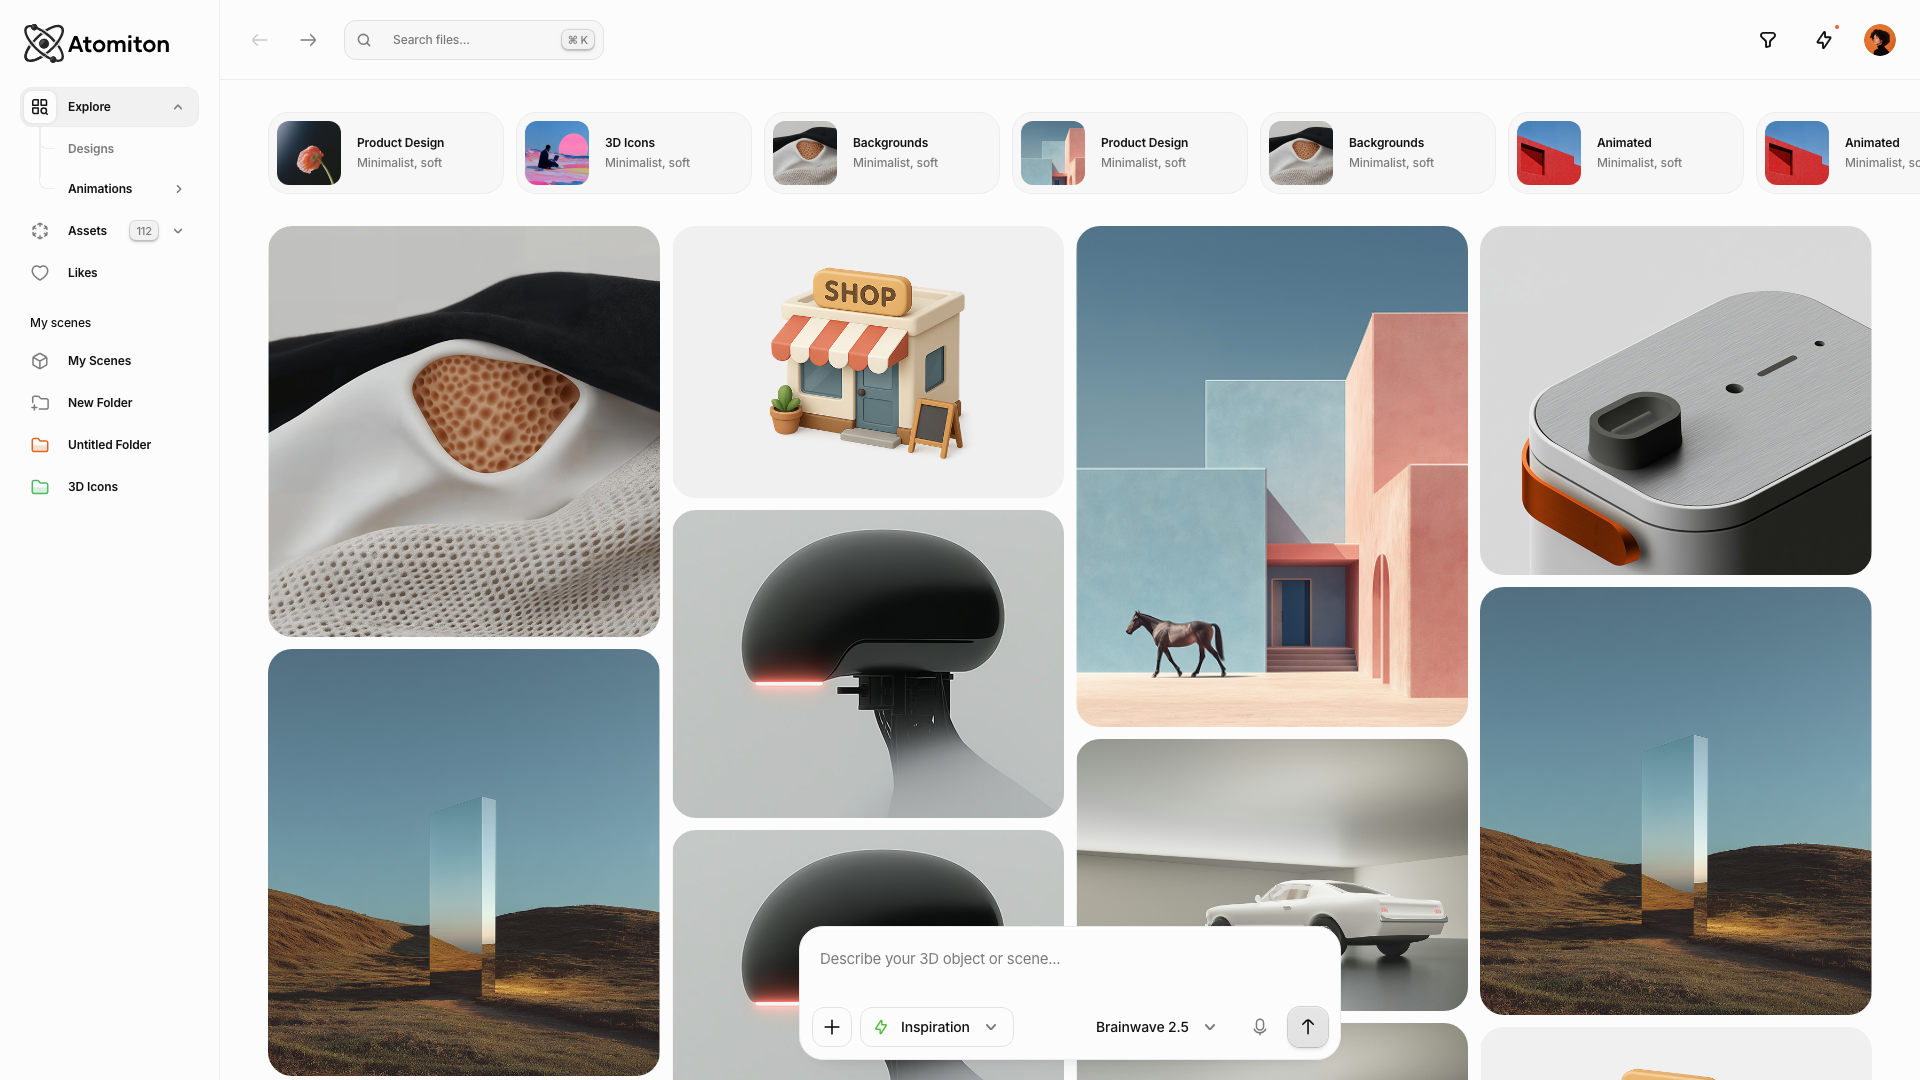 Atomiton
Search files...
⌘ K
Explore
Designs
Animations
Assets
112
Likes
My scenes
My Scenes
New Folder
Untitled Folder
3D Icons
Product Design
Minimalist, soft
3D Icons
Minimalist, soft
Backgrounds
Minimalist, soft
Product Design
Minimalist, soft
Backgrounds
Minimalist, soft
Animated
Minimalist, soft
Animated
Minimalist, so
SHOP
Describe your 3D object or scene...
Inspiration
Brainwave 2.5